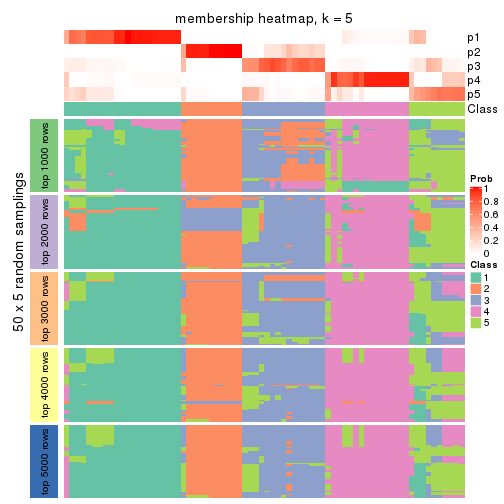 membership heatmap, k = 5
p1
p2
p3
p4
p5
Class
50 x 5 random samplings
top 1000 rows
top 2000 rows
top 3000 rows
top 4000 rows
top 5000 rows
Prob
1
0.8
0.6
0.4
0.2
0
Class
1
2
3
4
5